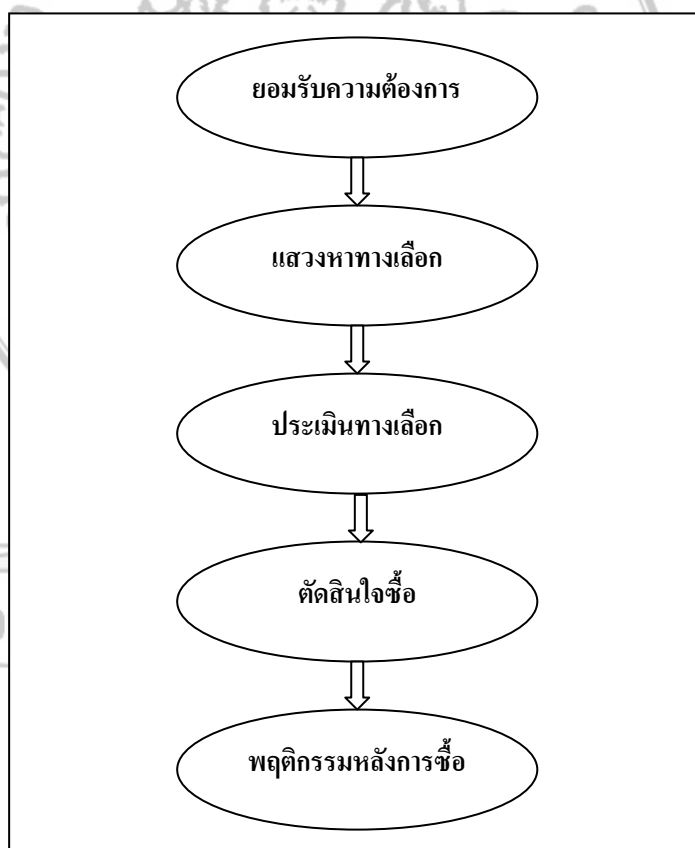 ยอมรับความต้องการ
แสวงหาทางเลือก
ประเมินทางเลือก
ตัดสินใจซื้อ
พฤติกรรมหลังการซื้อ